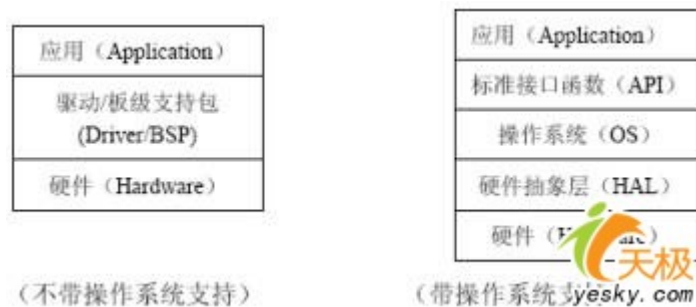 应用（Application）
驱动/板级支持包
(Driver/BSP)
硬件（Hardware）
（不带操作系统支持）
应用（Application）
标准接口函数（API）
操作系统（OS）
硬件抽象层（HAL）
硬件（
（带操作系统支
天极
yesky.com